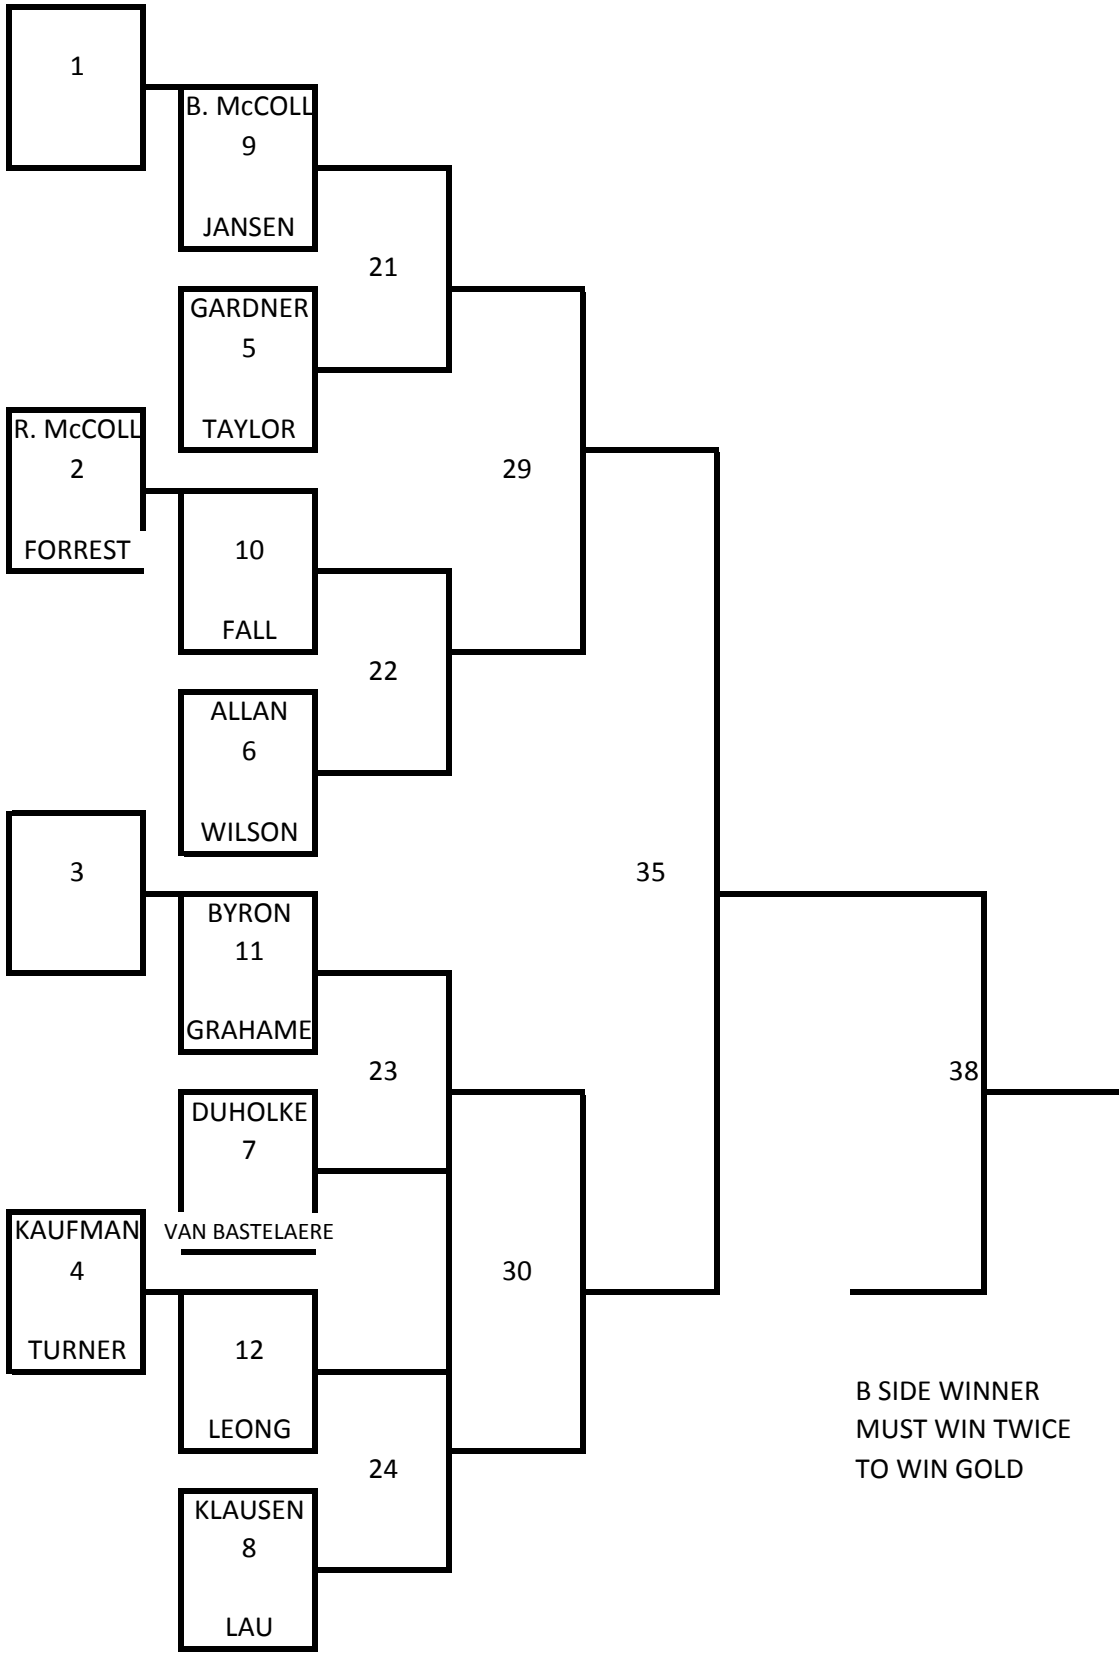 1
B. McCOLL
9
JANSEN
21
GARDNER
5
TAYLOR
R. McCOLL
2
FORREST
29
10
FALL
22
ALLAN
6
WILSON
3
35
BYRON
11
GRAHAME
23
38
DUHOLKE
7
VAN BASTELAERE
KAUFMAN
4
TURNER
30
12
LEONG
B SIDE WINNER
MUST WIN TWICE
TO WIN GOLD
24
KLAUSEN
8
LAU